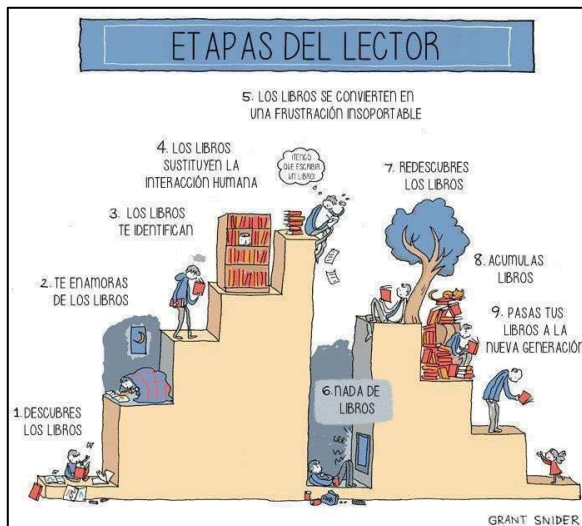 ETAPAS DEL LECTOR
5. LOS LIBROS SE CONVIERTEN EN
UNA FRUSTRACIÓN INSOPORTABLE
4. LOS LIBROS
SUSTITUYEN LA
INTERACCIÓN HUMANA
¡TENGO
QUE ESCRIBIR
UN LIBRO!
7. REDESCUBRES
LOS LIBROS
3. LOS LIBROS
TE IDENTIFICAN
8. ACUMULAS
LIBROS
2. TE ENAMORAS
DE LOS LIBROS
9. PASAS TUS
LIBROS A LA
NUEVA GENERACIÓN
6. NADA DE
LIBROS
1. DESCUBRES
LOS LIBROS
GRANT SNIDER